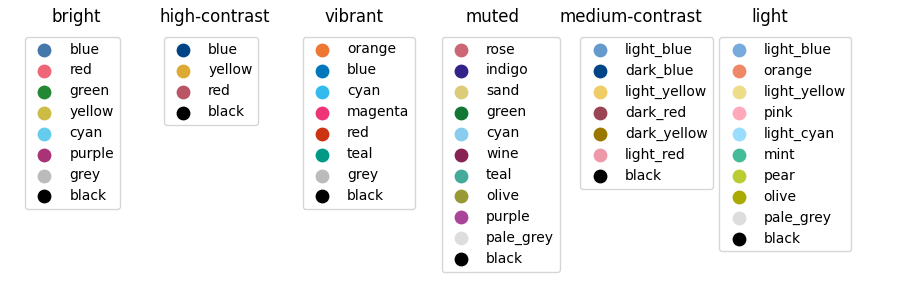 bright
blue
red
green
yellow
cyan
purple
grey
black
high-contrast
blue
yellow
red
black
vibrant
orange
blue
cyan
magenta
red
teal
grey
black
muted
rose
indigo
sand
green
cyan
wine
teal
olive
purple
pale_grey
black
medium-contrast
light_blue
dark_blue
light_yellow
dark_red
dark_yellow
light_red
black
light
light_blue
orange
light_yellow
pink
light_cyan
mint
pear
olive
pale_grey
black